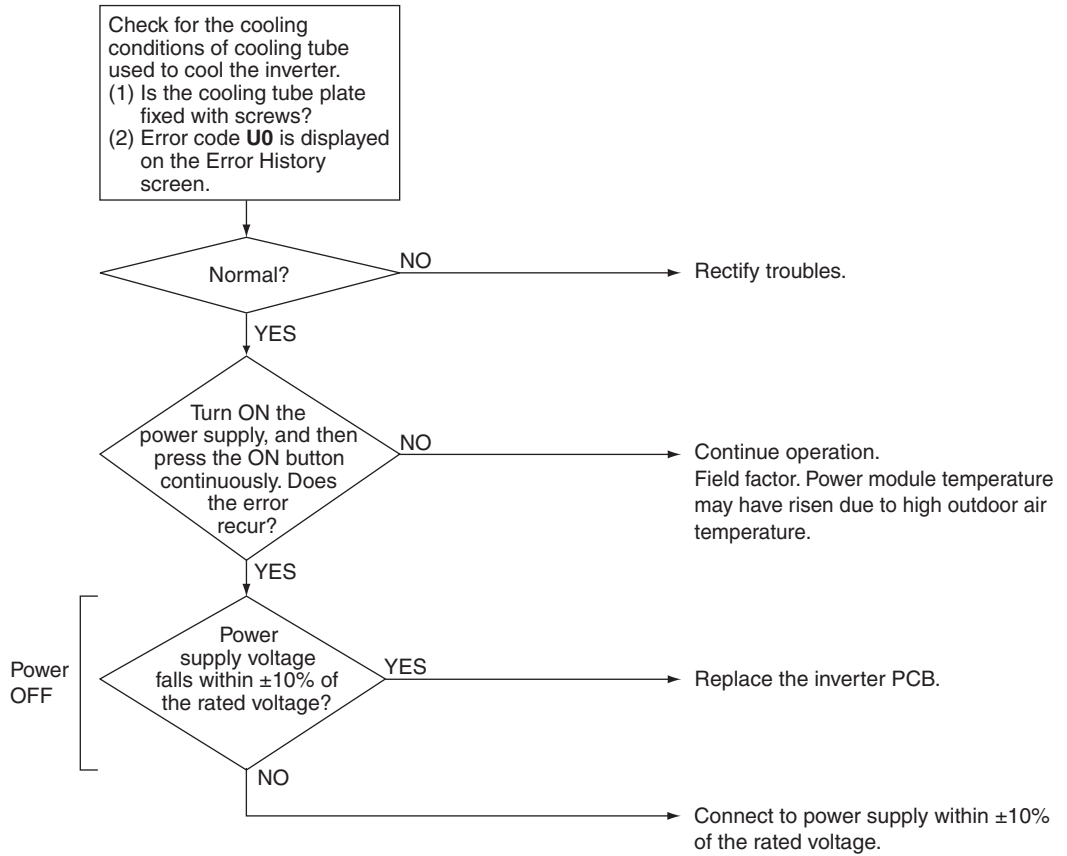 Check for the cooling
conditions of cooling tube
used to cool the inverter.
(1) Is the cooling tube plate
fixed with screws?
(2) Error code U0 is displayed
on the Error History
screen.
Normal?
NO
Rectify troubles.
YES
Turn ON the
power supply, and then
press the ON button
continuously. Does
the error
recur?
NO
Continue operation.
Field factor. Power module temperature
may have risen due to high outdoor air
temperature.
YES
Power
OFF
Power
supply voltage
falls within ±10% of
the rated voltage?
YES
Replace the inverter PCB.
NO
Connect to power supply within ±10%
of the rated voltage.